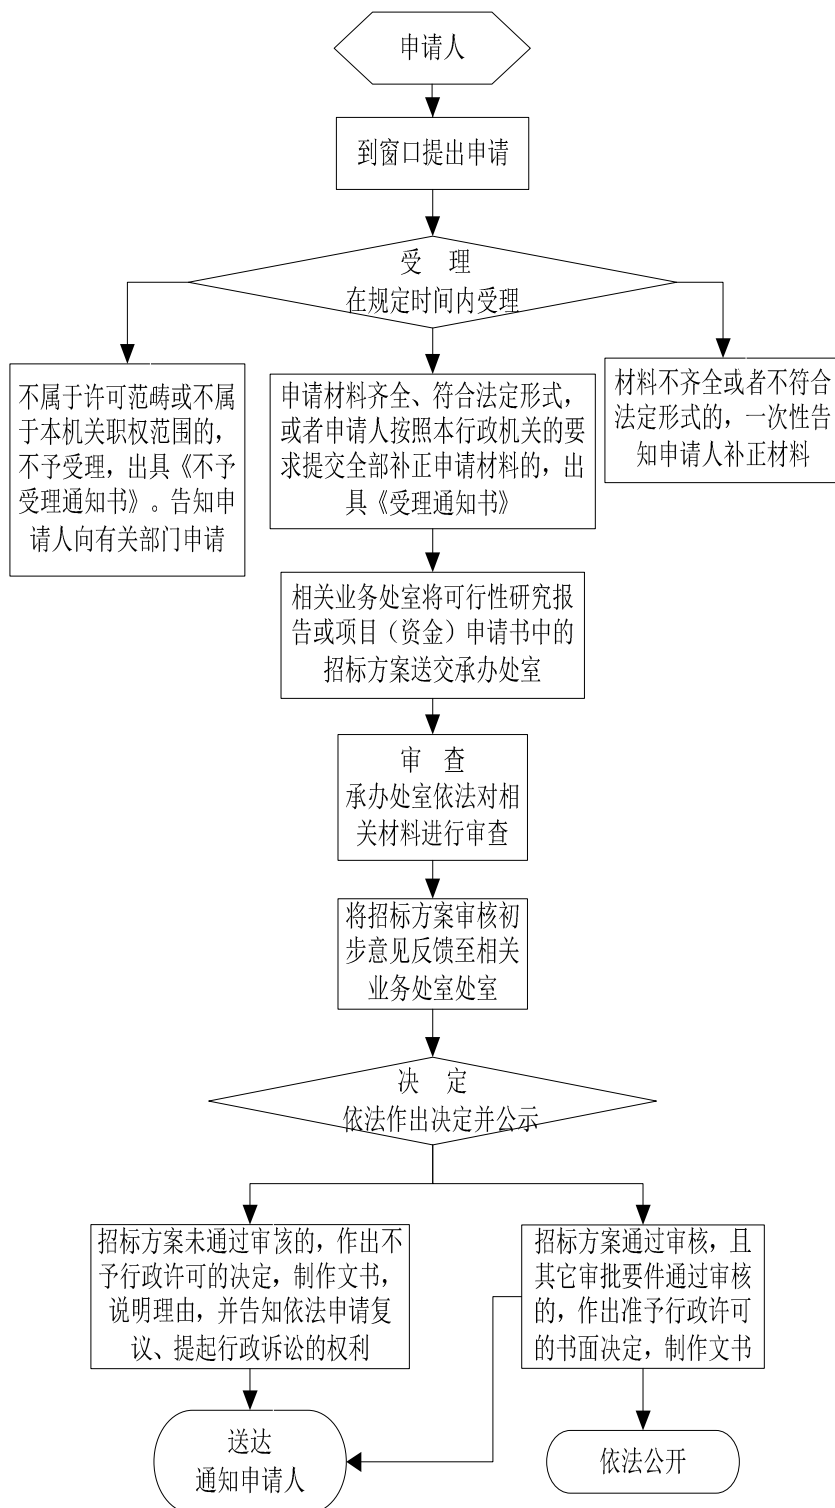 申请人
到窗口提出申请
受 理
在规定时间内受理
不属于许可范畴或不属
于本机关职权范围的，
不予受理，出具《不予
受理通知书》。告知申
请人向有关部门申请
申请材料齐全、符合法定形式，
或者申请人按照本行政机关的要
求提交全部补正申请材料的，出
具《受理通知书》
材料不齐全或者不符合
法定形式的，一次性告
知申请人补正材料
相关业务处室将可行性研究报
告或项目（资金）申请书中的
招标方案送交承办处室
审 查
承办处室依法对相
关材料进行审查
将招标方案审核初
步意见反馈至相关
业务处室处室
决 定
依法作出决定并公示
招标方案未通过审核的，作出不
予行政许可的决定，制作文书，
说明理由，并告知依法申请复
议、提起行政诉讼的权利
招标方案通过审核，且
其它审批要件通过审核
的，作出准予行政许可
的书面决定，制作文书
送达
通知申请人
依法公开